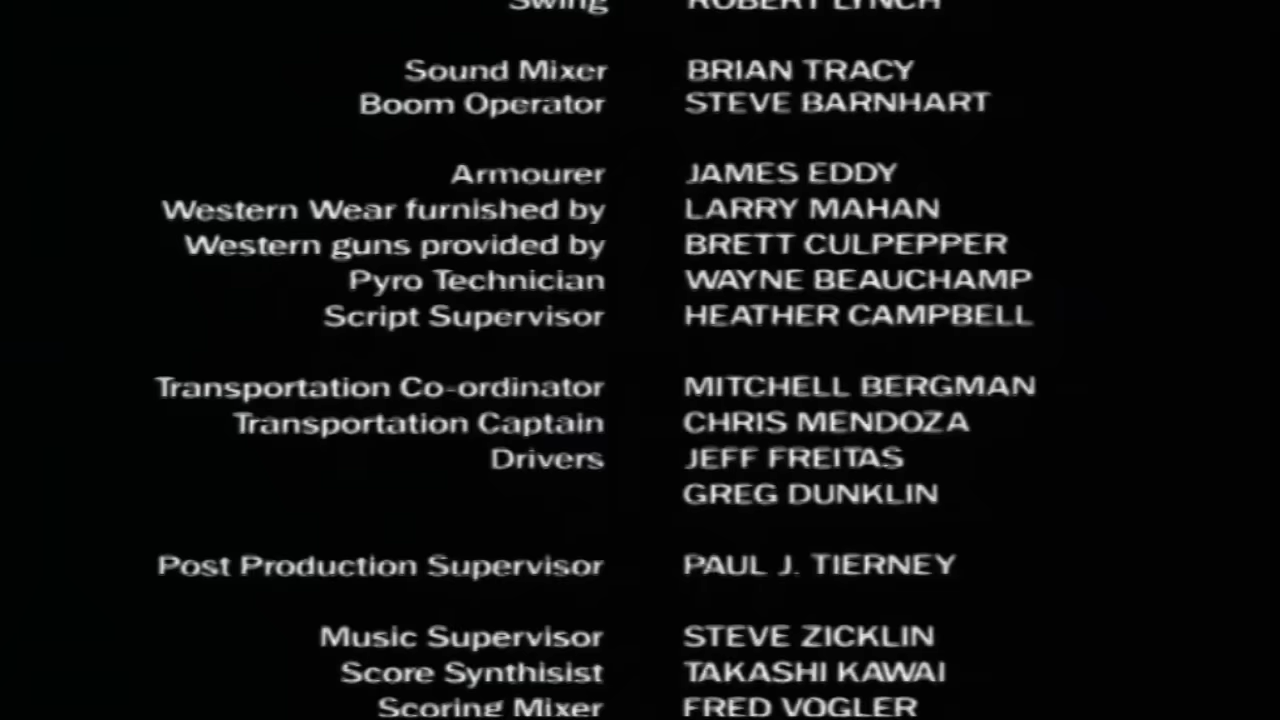 Swing ROBERT LYNCH
Sound Mixer BRIAN TRACY
Boom Operator STEVE BARNHART
Armourer JAMES EDDY
Western Wear furnished by LARRY MAHAN
Western guns provided by BRETT CULPEPPER
Pyro Technician WAYNE BEAUCHAMP
Script Supervisor HEATHER CAMPBELL
Transportation Co-ordinator MITCHELL BERGMAN
Transportation Captain CHRIS MENDOZA
Drivers JEFF FREITAS
GREG DUNKLIN
Post Production Supervisor PAUL J. TIERNEY
Music Supervisor STEVE ZICKLIN
Score Synthisist TAKASHI KAWAI
Scoring Mixer FRED VOGLER